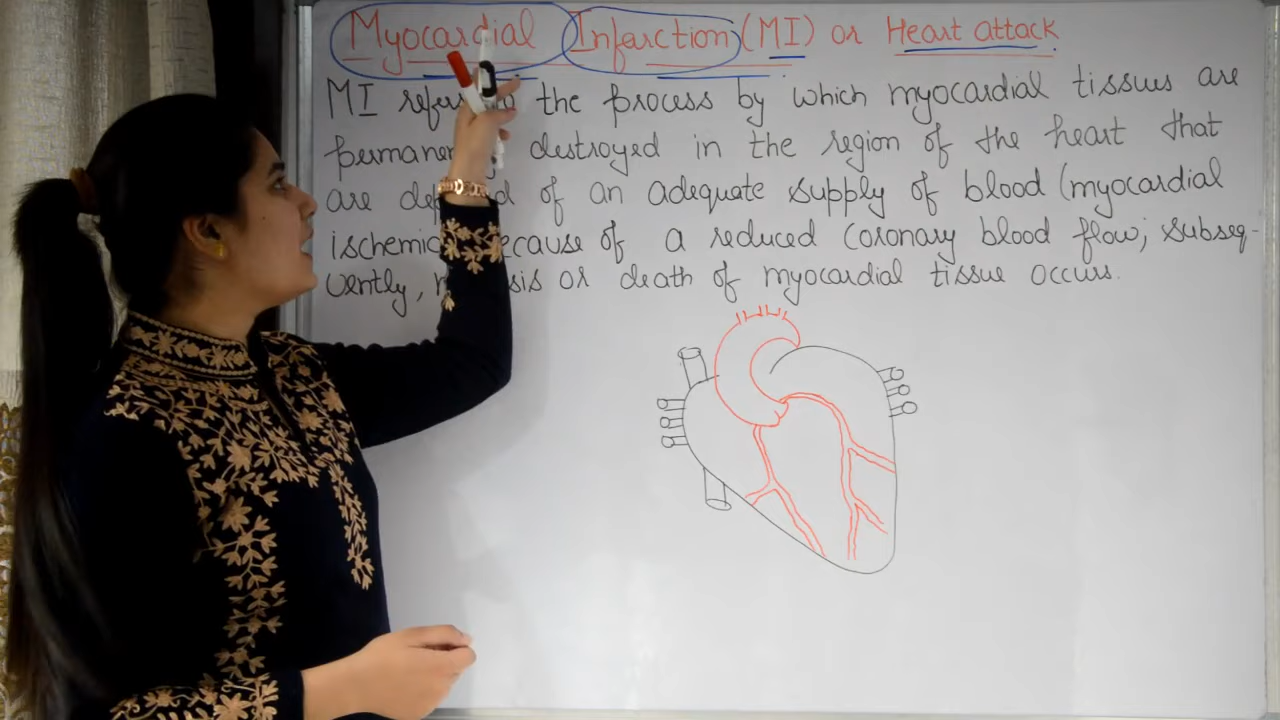 Myocardial Infarction (MI) or Heart attack
MI the process by which myocardial tissues are
destroyed in the region of the heart that
are of an adequate supply of blood (myocardial
because of a reduced coronary blood flow; subseq-
uently, or death of myocardial tissue occurs.